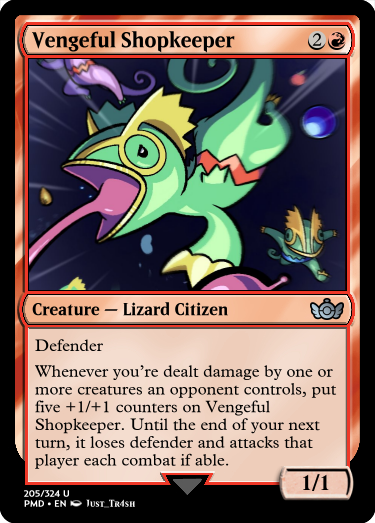 Vengeful Shopkeeper 2
Creature — Lizard Citizen
Defender
Whenever you're dealt damage by one or
more creatures an opponent controls, put
five +1/+1 counters on Vengeful
Shopkeeper. Until the end of your next
turn, it loses defender and attacks that
player each combat if able.
1/1
205/324 U
PMD • EN Just_Tr4sh